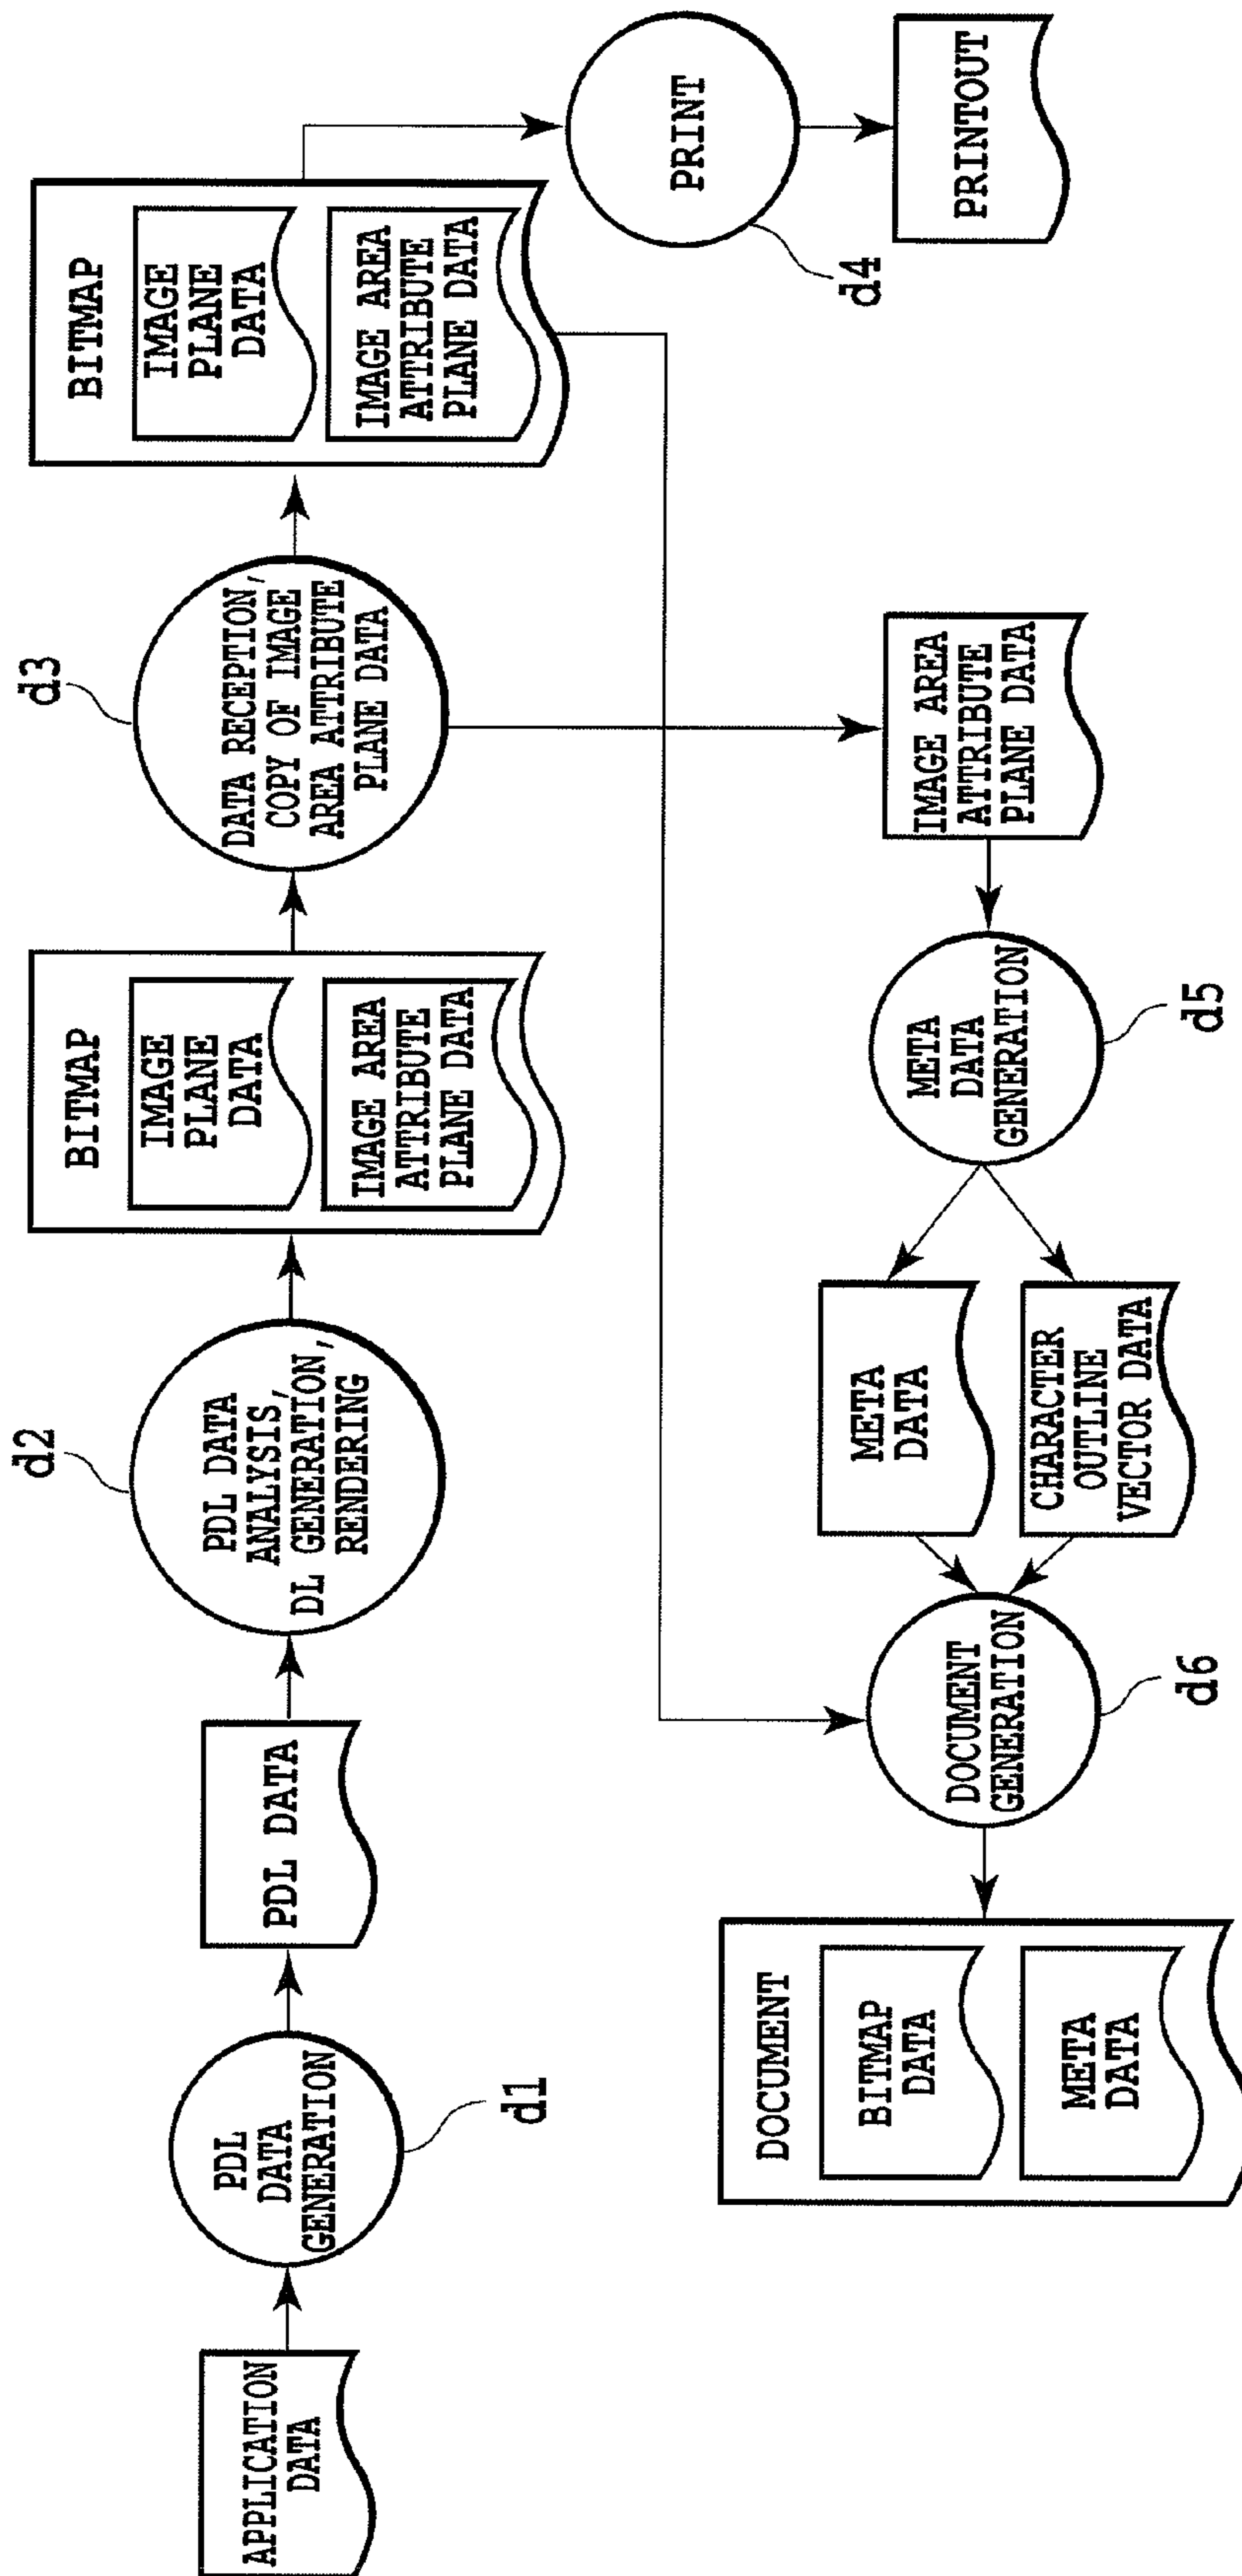 APPLICATION
DATA
PDL
DATA
GENERATION
d1
PDL DATA
d2
PDL DATA
ANALYSIS,
DL GENERATION,
RENDERING
BITMAP
IMAGE
PLANE
DATA
IMAGE AREA
ATTRIBUTE
PLANE DATA
d3
DATA RECEPTION,
COPY OF IMAGE
AREA ATTRIBUTE
PLANE DATA
BITMAP
IMAGE
PLANE
DATA
IMAGE AREA
ATTRIBUTE
PLANE DATA
PRINT
d4
PRINTOUT
IMAGE AREA
ATTRIBUTE
PLANE DATA
META
DATA
GENERATION
d5
META
DATA
CHARACTER
OUTLINE
VECTOR DATA
DOCUMENT
GENERATION
d6
DOCUMENT
BITMAP
DATA
META
DATA